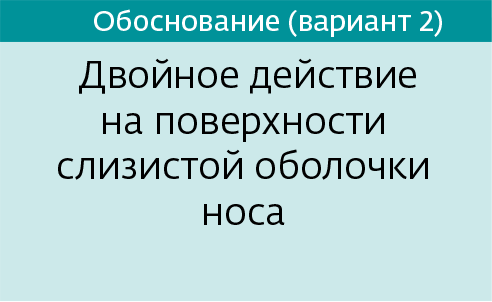 Обоснование (вариант 2)
Двойное действие
на поверхности
слизистой оболочки
носа